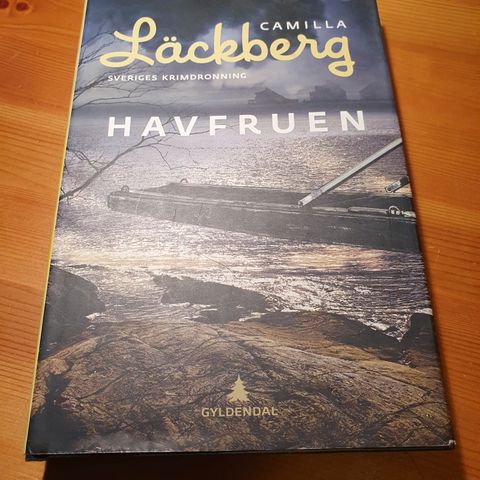 CAMILLA
Läckberg
SVERIGES KRIMDRONNING
HAVFRUEN
GYLDENDAL